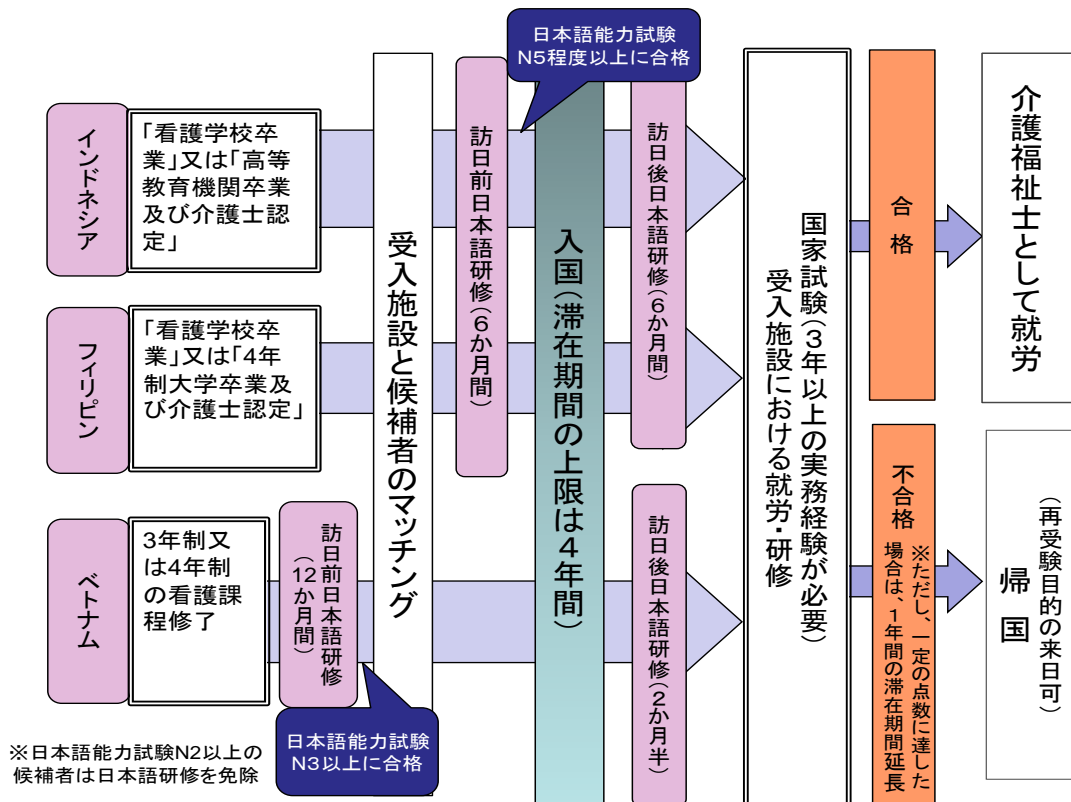 日本語能力試験
N5程度以上に合格
インドネシア
「看護学校卒
業」又は「高等
教育機関卒業
及び介護士認
定」
フィリピン
「看護学校卒
業」又は「4年
制大学卒業及
び介護士認定」
ベトナム
3年制又
は4年制
の看護課
程修了
訪日前日本語研修
(12か月間)
日本語能力試験
N3以上に合格
※日本語能力試験N2以上の
候補者は日本語研修を免除
受入施設と候補者のマッチング
訪日前日本語研修(6か月間)
入国(滞在期間の上限は4年間)
訪日後日本語研修(6か月間)
訪日後日本語研修(2か月半)
国家試験(3年以上の実務経験が必要)
受入施設における就労・研修
合格
不合格
※ただし、一定の点数に達した
場合は、1年間の滞在期間延長
介護福祉士として就労
(再受験目的の来日可)
帰国